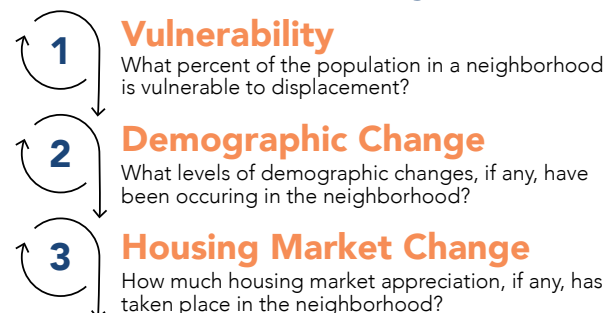 1
Vulnerability
What percent of the population in a neighborhood
is vulnerable to displacement?
2
Demographic Change
What levels of demographic changes, if any, have
been occuring in the neighborhood?
3
Housing Market Change
How much housing market appreciation, if any, has
taken place in the neighborhood?